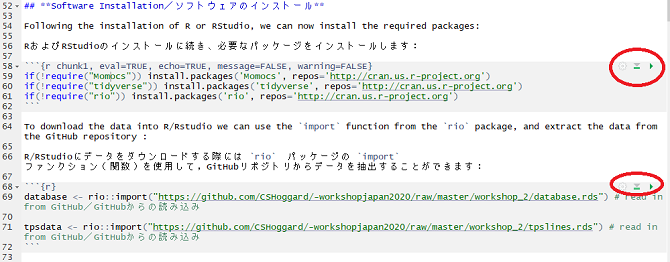 52 ## **Software Installation／ソフトウェアのインストール**
53
54 Following the installation of R or RStudio, we can now install the required packages:
55
56 RおよびRStudioのインストールに続き、必要なパッケージをインストールします：
57
58 ```{r chunk1, eval=TRUE, echo=TRUE, message=FALSE, warning=FALSE}
59 if(!require("Momocs")) install.packages('Momocs', repos='http://cran.us.r-project.org')
60 if(!require("tidyverse")) install.packages('tidyverse', repos='http://cran.us.r-project.org')
61 if(!require("rio")) install.packages('rio', repos='http://cran.us.r-project.org')
62 ```
63
64 To download the data into R/Rstudio we can use the `import` function from the `rio` package, and extract the data from
the GitHub repository :
65
66 R/RStudioにデータをダウンロードする際には `rio` パッケージの `import`
ファンクション(関数)を使用して，GitHubリポジトリからデータを抽出することができます：
67
68 ```{r}
69 database <- rio::import("https://github.com/CSHoggard/-workshopjapan2020/raw/master/workshop_2/database.rds") # read in
from GitHub／GitHubからの読み込み
70
71 tpsdata <- rio::import("https://github.com/CSHoggard/-workshopjapan2020/raw/master/workshop_2/tpslines.rds") # read in
from GitHub／GitHubからの読み込み
72 ```
73